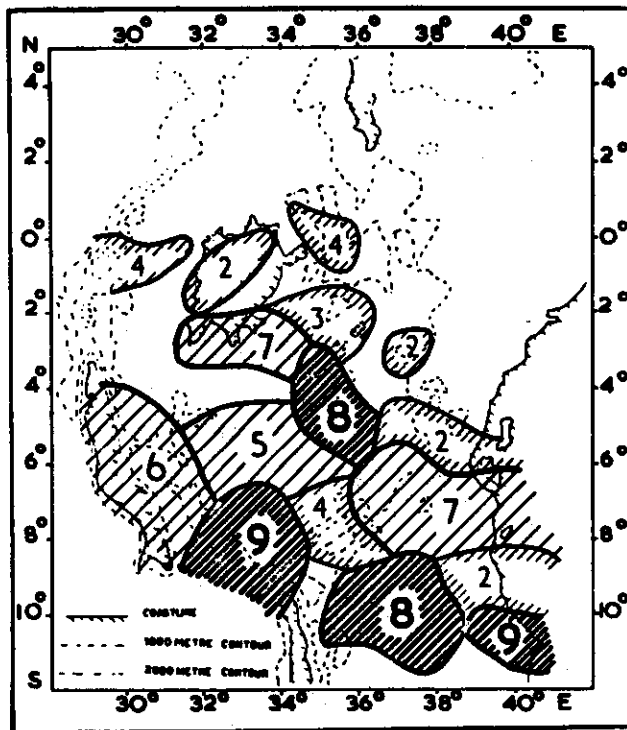 30° 32° 34° 36° 38° 40° E
N
4° 4°
2° 2°
0° 4 0°
4 2
2° 3 2°
7 2
4° 8 4°
5 2
6° 6 6°
4 7
8° 9 8°
2
10° 8 9 10°
COASTLINE
1000 METRE CONTOUR
2000 METRE CONTOUR
S
30° 32° 34° 36° 38° 40° E